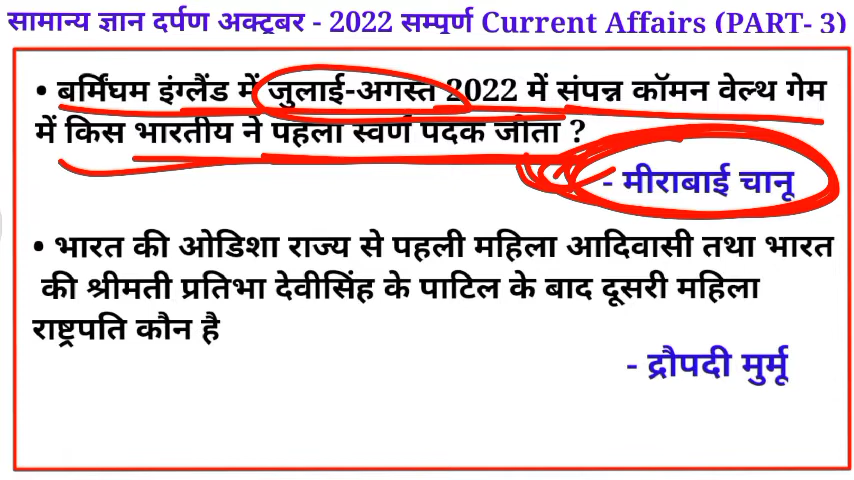 सामान्य ज्ञान दर्पण अक्टूबर - 2022 सम्पूर्ण Current Affairs (PART- 3)
• बर्मिंघम इंग्लैंड में जुलाई-अगस्त 2022 में संपन्न कॉमन वेल्थ गेम
में किस भारतीय ने पहला स्वर्ण पदक जीता ?
- मीराबाई चानू
• भारत की ओडिशा राज्य से पहली महिला आदिवासी तथा भारत
की श्रीमती प्रतिभा देवीसिंह के पाटिल के बाद दूसरी महिला
राष्ट्रपति कौन है
- द्रौपदी मुर्मू